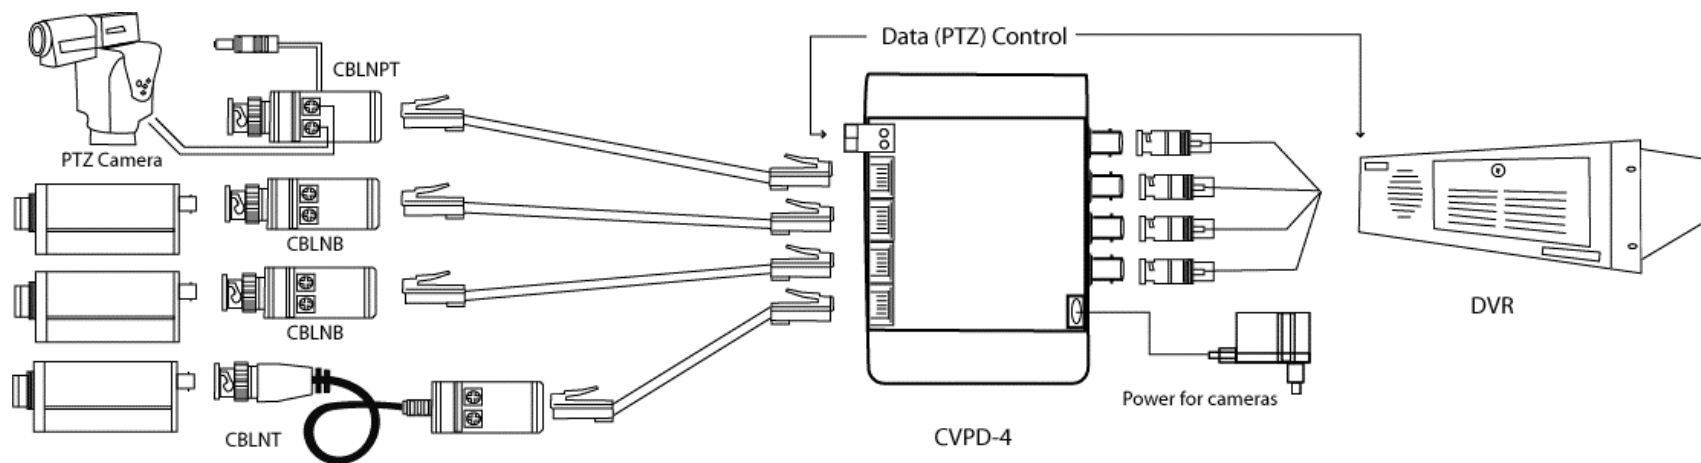 Data (PTZ) Control
CBLNPT
PTZ Camera
CBLNB
CBLNB
DVR
Power for cameras
CBLNT
CVPD-4